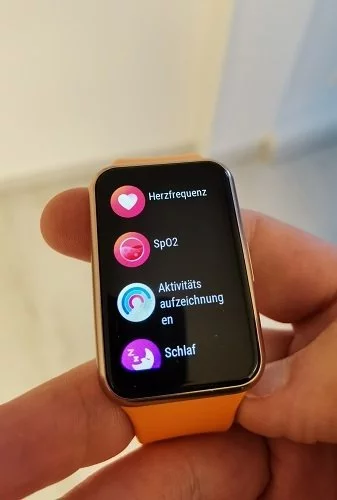 Herzfrequenz
SpO2
Aktivitäts
aufzeichnung
en
Schlaf